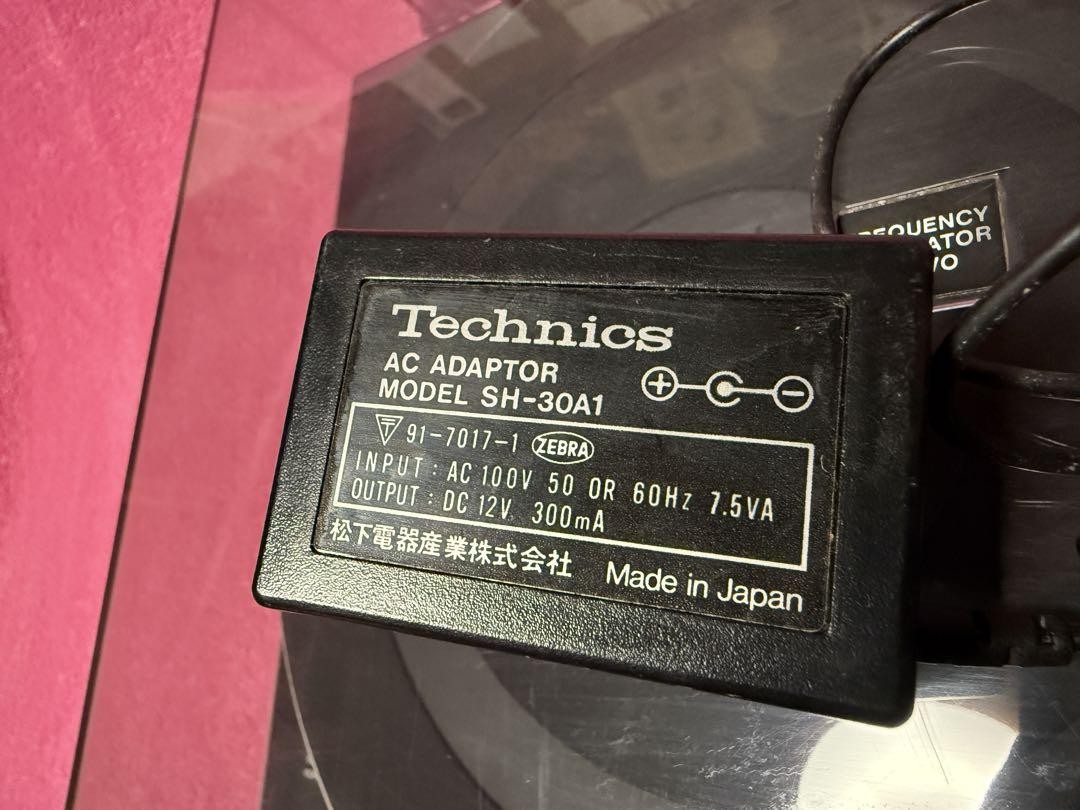 Technics
AC ADAPTOR
MODEL SH-30A1
91-7017-1 ZEBRA
INPUT : AC 100V 50 OR 60Hz 7.5VA
OUTPUT : DC 12V 300mA
松下電器産業株式会社 Made in Japan